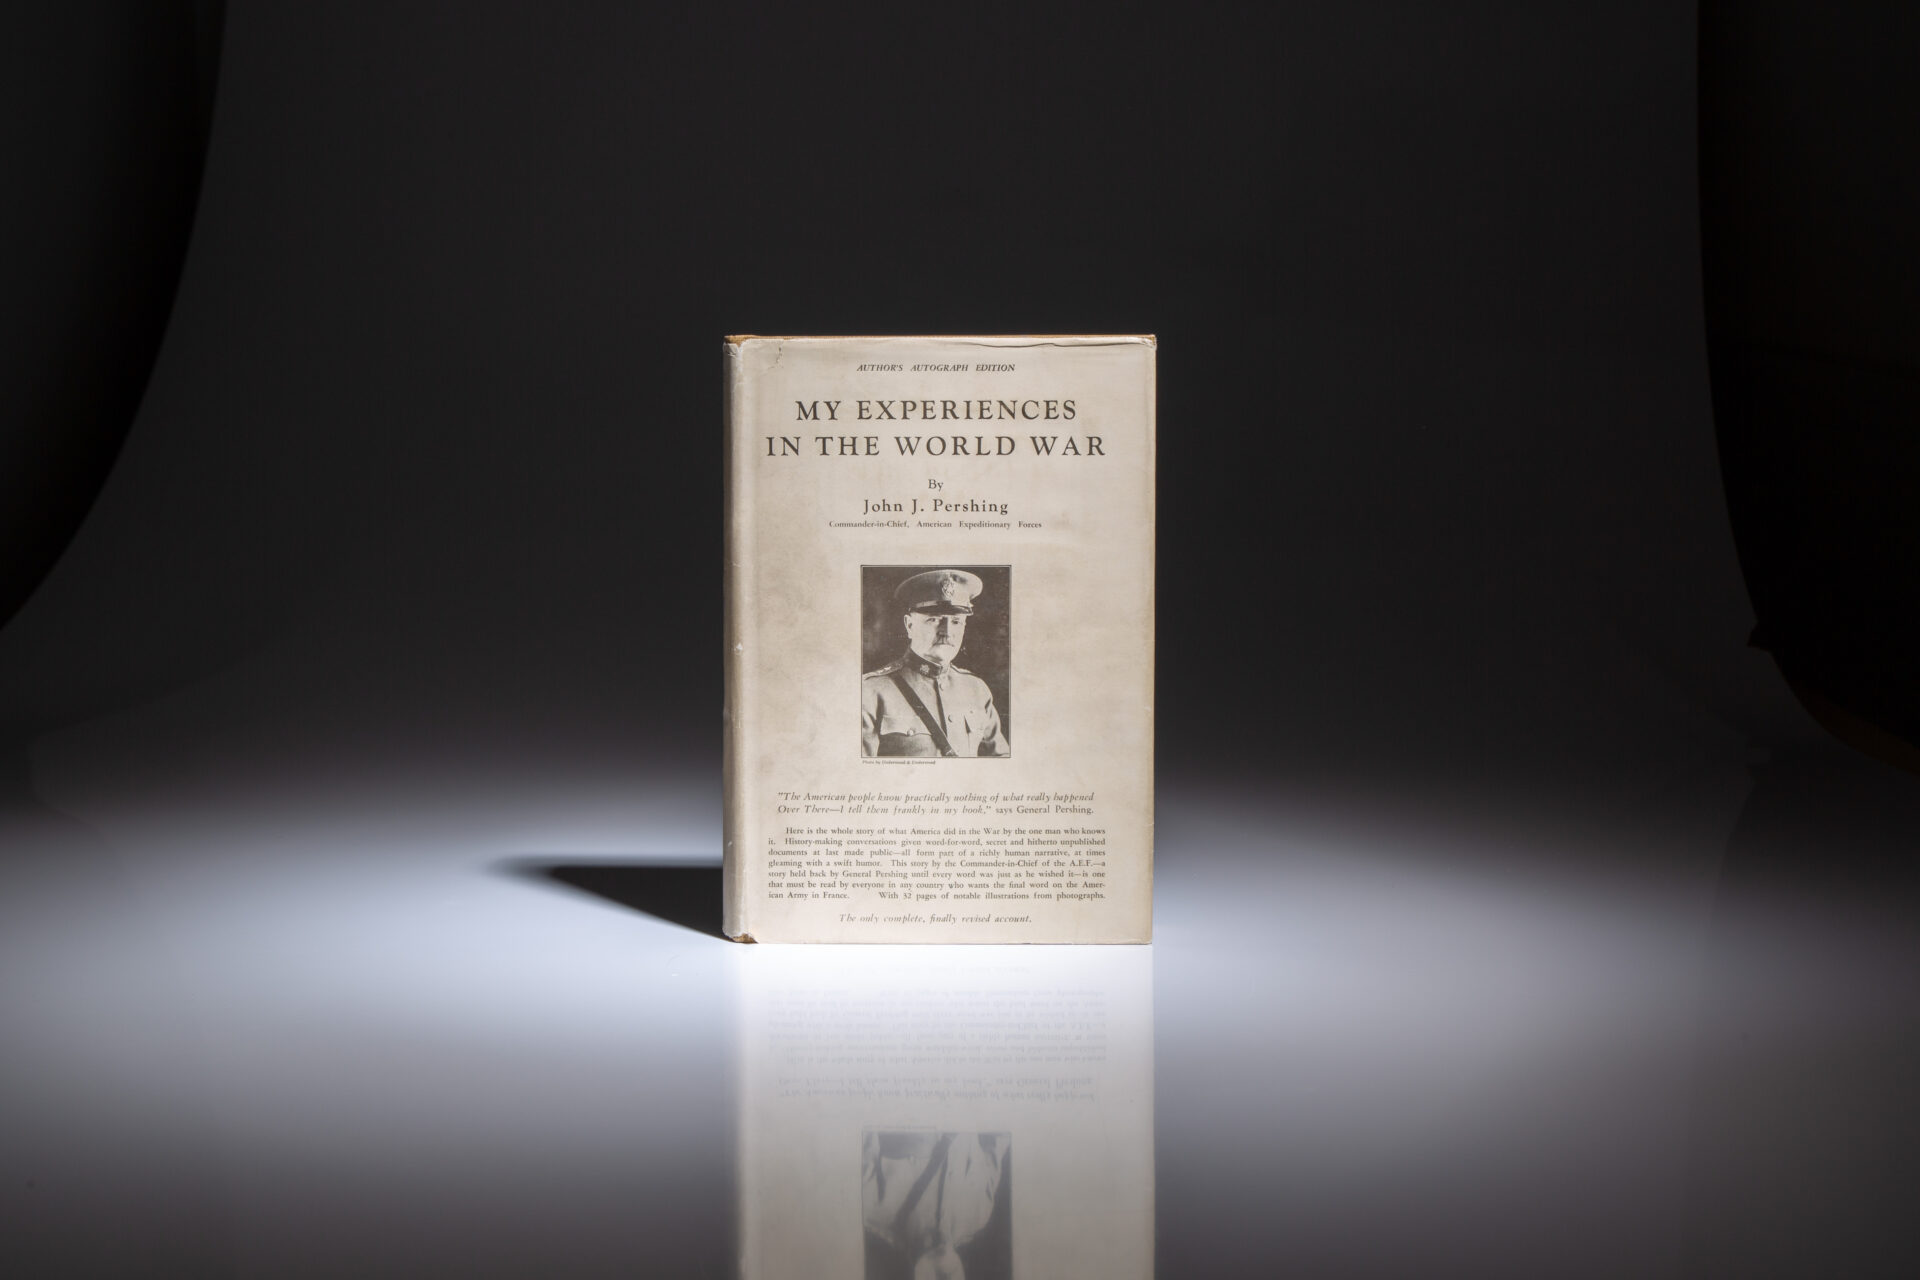 AUTHOR'S AUTOGRAPH EDITION
MY EXPERIENCES
IN THE WORLD WAR
By
John J. Pershing
Commander-in-Chief, American Expeditionary Forces
Photo by Underwood & Underwood
"The American people know practically nothing of what really happened
Over There—I tell them frankly in my book," says General Pershing.
Here is the whole story of what America did in the War by the one man who knows
it. History-making conversations given word-for-word, secret and hitherto unpublished
documents at last made public—all form part of a richly human narrative, at times
gleaming with a swift humor. This story by the Commander-in-Chief of the A.E.F.—a
story held back by General Pershing until every word was just as he wished it—is one
that must be read by everyone in any country who wants the final word on the Amer-
ican Army in France. With 32 pages of notable illustrations from photographs.
The only complete, finally revised account.